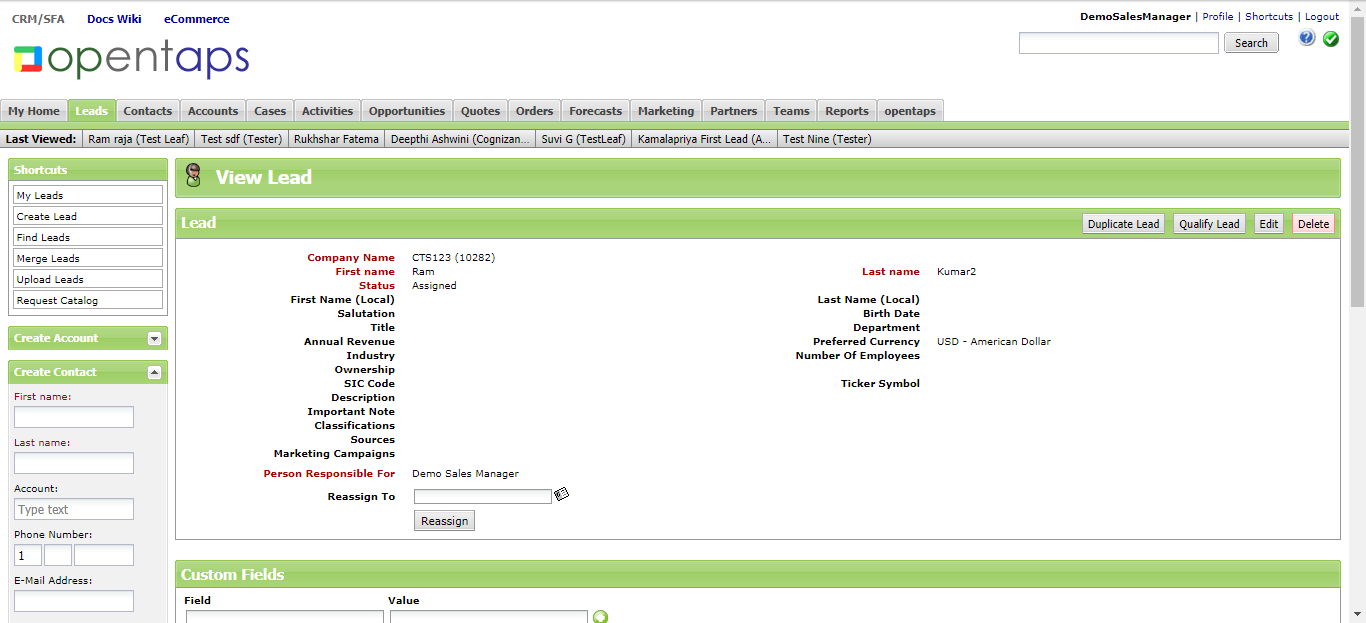 CRM/SFA Docs Wiki eCommerce
DemoSalesManager | Profile | Shortcuts | Logout
opentaps
Search
My Home Leads Contacts Accounts Cases Activities Opportunities Quotes Orders Forecasts Marketing Partners Teams Reports opentaps
Last Viewed: Ram raja (Test Leaf) Test sdf (Tester) Rukhshar Fatema Deepthi Ashwini (Cognizan... Suvi G (TestLeaf) Kamalapriya First Lead (A... Test Nine (Tester)
Shortcuts
My Leads
Create Lead
Find Leads
Merge Leads
Upload Leads
Request Catalog
Create Account
Create Contact
First name:
Last name:
Account:
Type text
Phone Number:
1
E-Mail Address:
View Lead
Lead
Duplicate Lead Qualify Lead Edit Delete
Company Name CTS123 (10282)
First name Ram Last name Kumar2
Status Assigned
First Name (Local) Last Name (Local)
Salutation Birth Date
Title Department
Annual Revenue Preferred Currency USD - American Dollar
Industry Number Of Employees
Ownership
SIC Code Ticker Symbol
Description
Important Note
Classifications
Sources
Marketing Campaigns
Person Responsible For Demo Sales Manager
Reassign To
Reassign
Custom Fields
Field Value